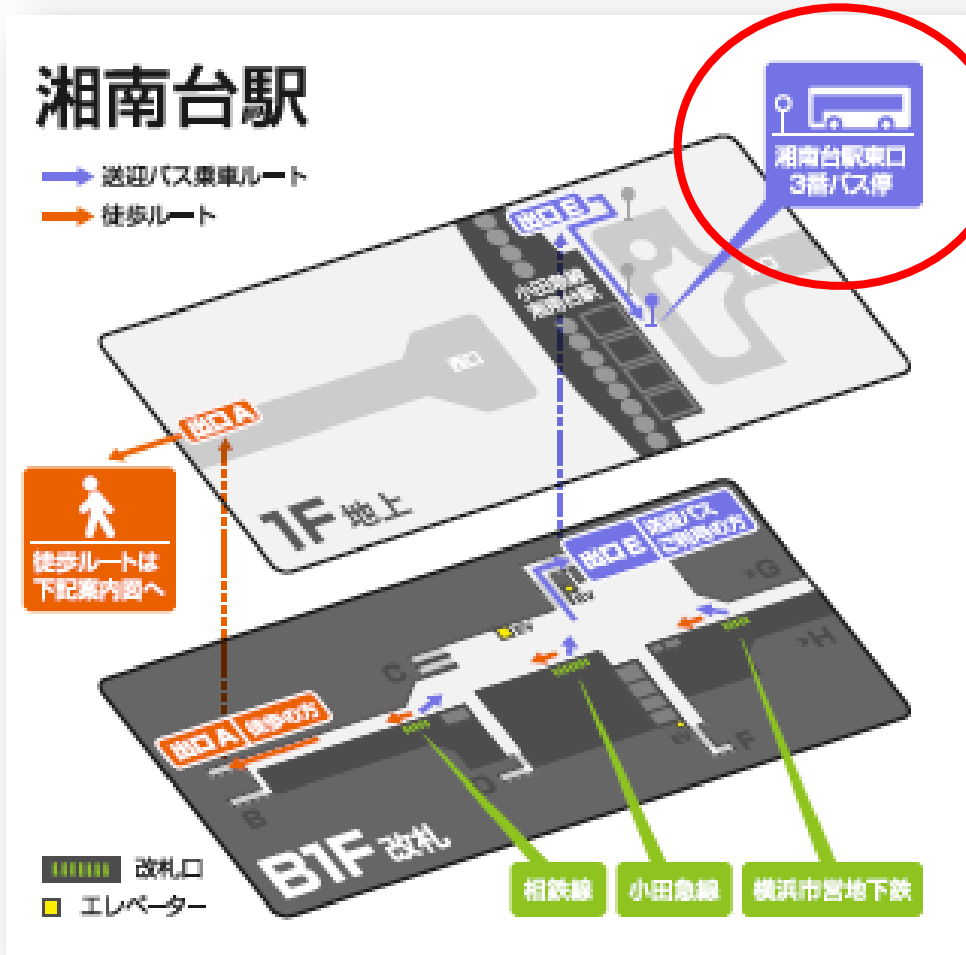 湘南台駅
送迎バス乗車ルート
徒歩ルート
湘南台駅東口
3番バス停
出口 E
小田急線
湘南台駅
西口
出口 A
1F 地上
徒歩ルートは
下記案内図へ
出口 E
送迎バス
ご利用の方
G
H
C
出口 A
徒歩の方
B
D
F
B1F 改札
改札口
エレベーター
相鉄線
小田急線
横浜市営地下鉄